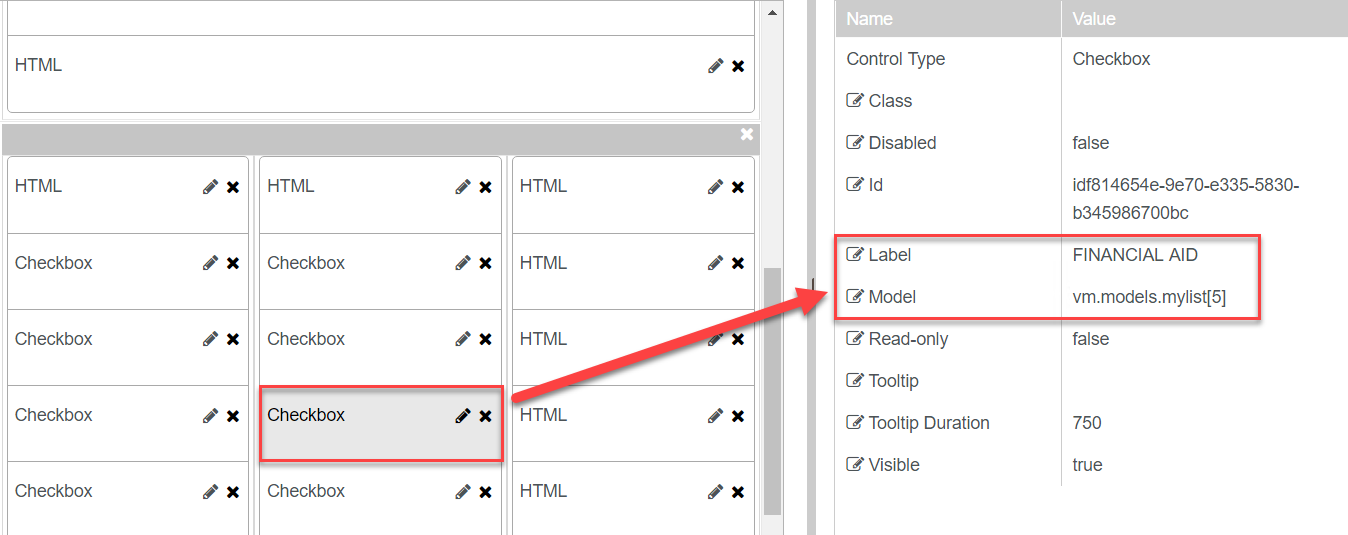 HTML
HTML HTML HTML
Checkbox Checkbox HTML
Checkbox Checkbox HTML
Checkbox Checkbox HTML
Checkbox Checkbox HTML
Name Value
Control Type Checkbox
Class
Disabled false
Id idf814654e-9e70-e335-5830-
b345986700bc
Label FINANCIAL AID
Model vm.models.mylist[5]
Read-only false
Tooltip
Tooltip Duration 750
Visible true